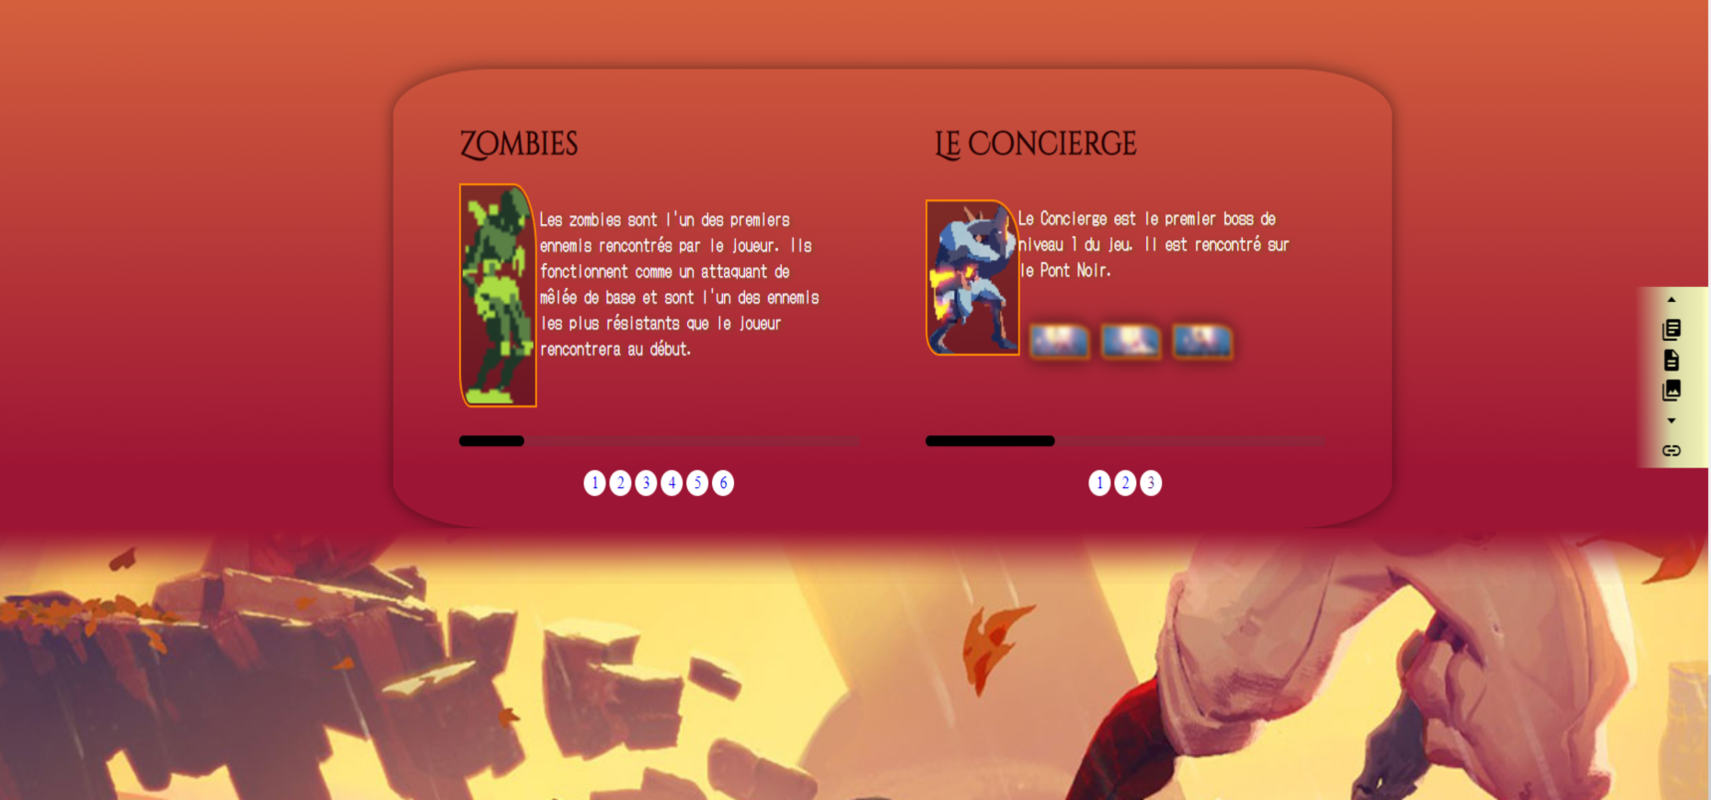 Zombies
Les zombies sont l'un des premiers
ennemis rencontrés par le joueur. Ils
fonctionnent comme un attaquant de
mêlée de base et sont l'un des ennemis
les plus résistants que le joueur
rencontrera au début.
1 2 3 4 5 6
Le Concierge
Le Concierge est le premier boss de
niveau 1 du jeu. Il est rencontré sur
le Pont Noir.
1 2 3